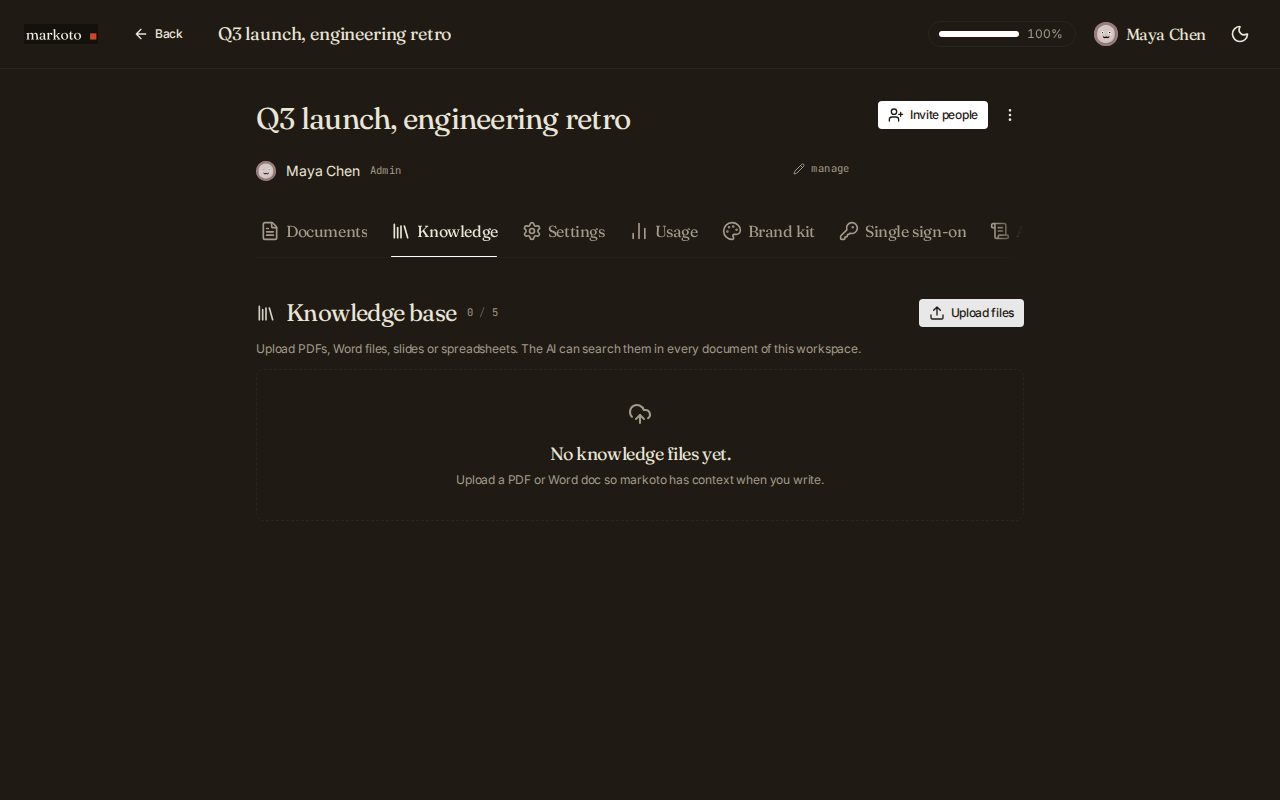 markoto
Back
Q3 launch, engineering retro
100%
Maya Chen
Q3 launch, engineering retro
Invite people
Maya Chen Admin
manage
Documents Knowledge Settings Usage Brand kit Single sign-on
Knowledge base 0 / 5
Upload files
Upload PDFs, Word files, slides or spreadsheets. The AI can search them in every document of this workspace.
No knowledge files yet.
Upload a PDF or Word doc so markoto has context when you write.